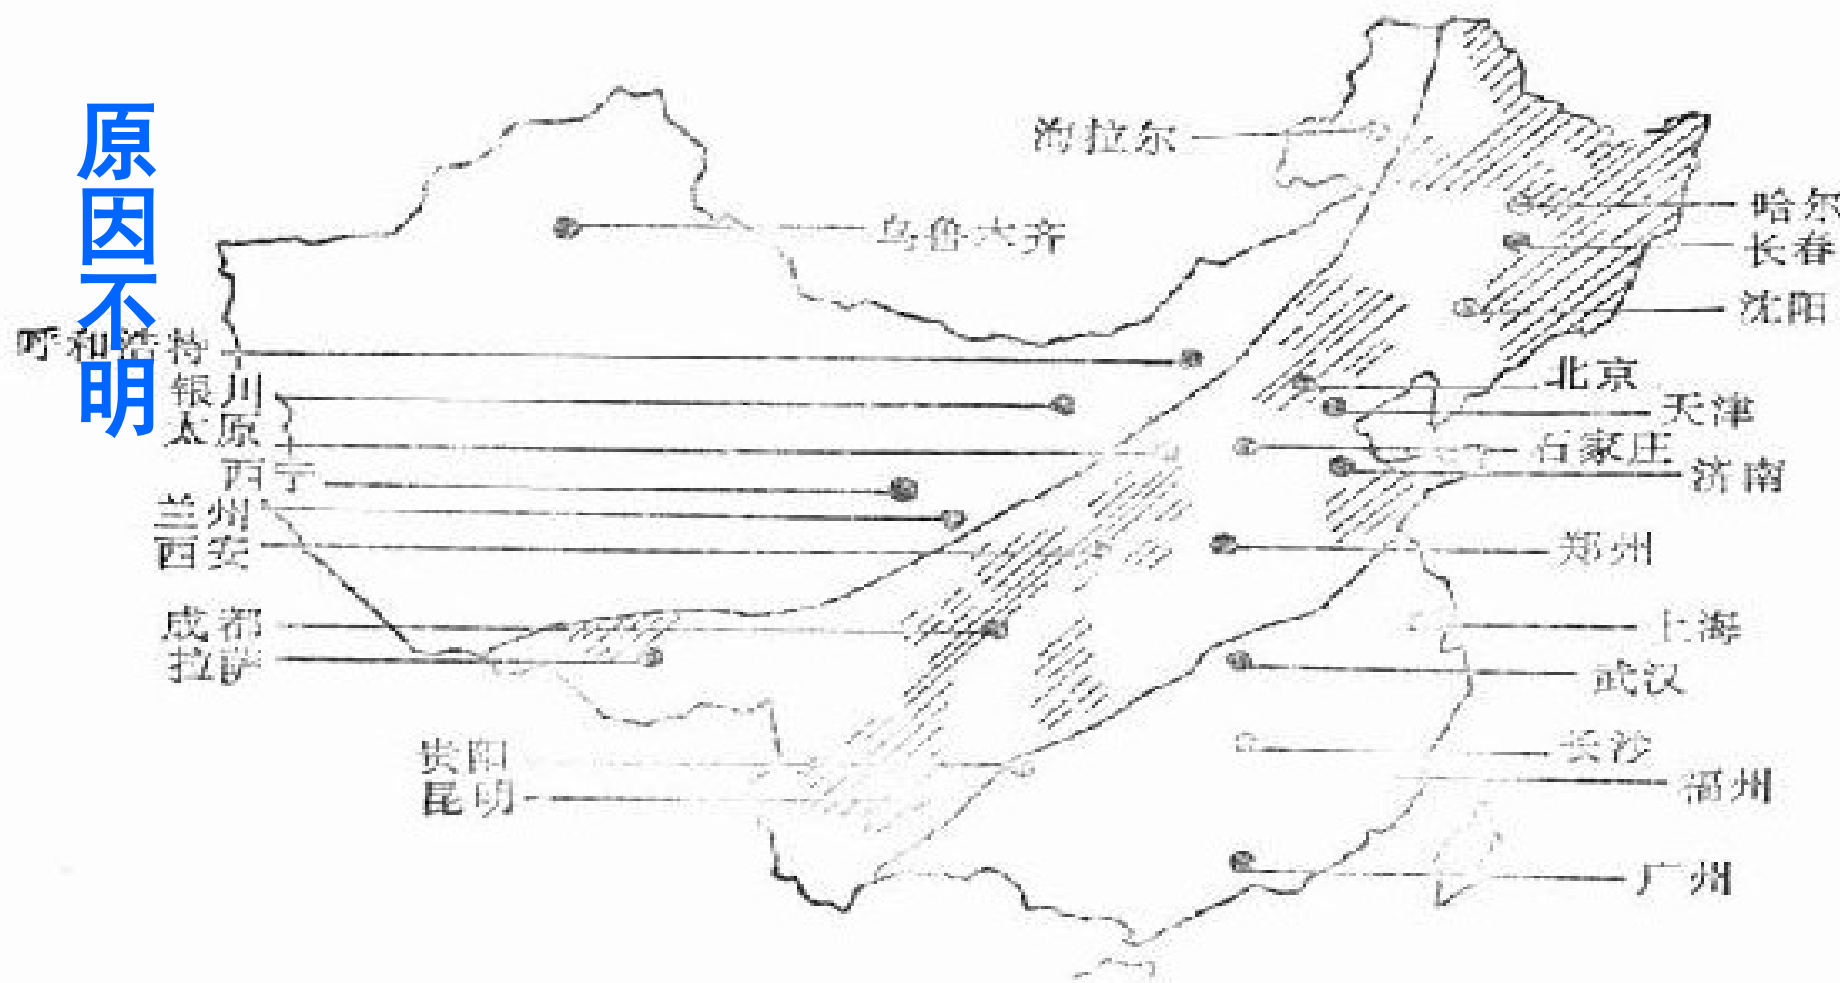 原因不明
海拉尔
哈尔
乌鲁木齐
长春
沈阳
呼和浩特
北京
银川
天津
太原
石家庄
西宁
济南
兰州
西安
郑州
成都
上海
拉萨
武汉
贵阳
长沙
昆明
福州
广州